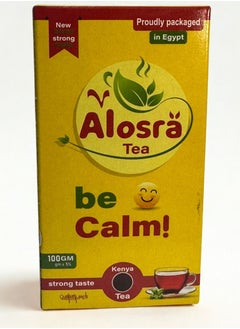 New
strong
Proudly packaged
in Egypt
Alosra
Tea
be
Calm!
100GM
strong taste
Kenya
Tea